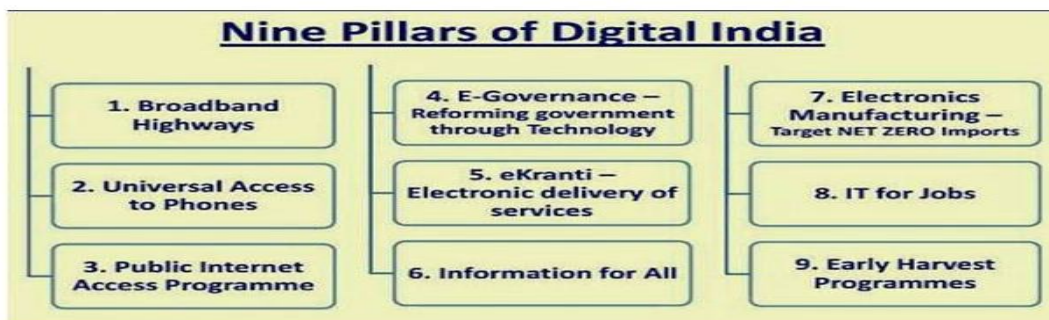 Nine Pillars of Digital India
1. Broadband
Highways
2. Universal Access
to Phones
3. Public Internet
Access Programme
4. E-Governance –
Reforming government
through Technology
5. eKranti –
Electronic delivery of
services
6. Information for All
7. Electronics
Manufacturing –
Target NET ZERO Imports
8. IT for Jobs
9. Early Harvest
Programmes